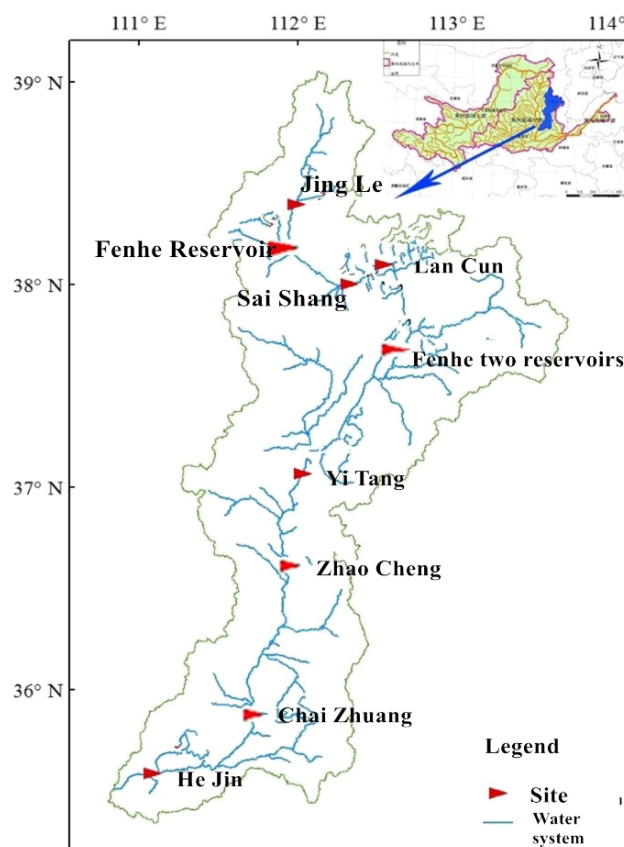 111° E 112° E 113° E 114°
39° N
Jing Le
Fenhe Reservoir
Lan Cun
38° N
Sai Shang
Fenhe two reservoirs
Yi Tang
37° N
Zhao Cheng
36° N
Chai Zhuang
Legend
He Jin
Site
Water
system